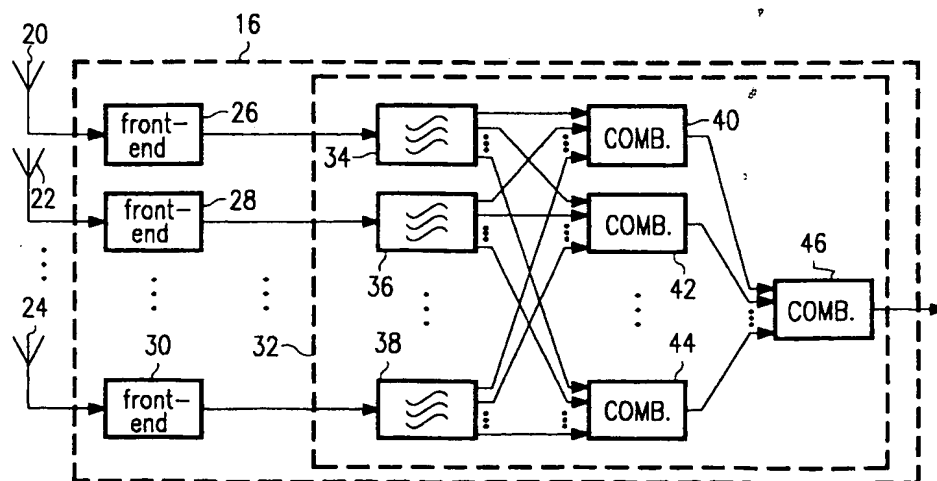 20
16
front-
end
26
34
COMB.
40
22
front-
end
28
36
COMB.
42
46
COMB.
24
30
front-
end
32
38
COMB.
44